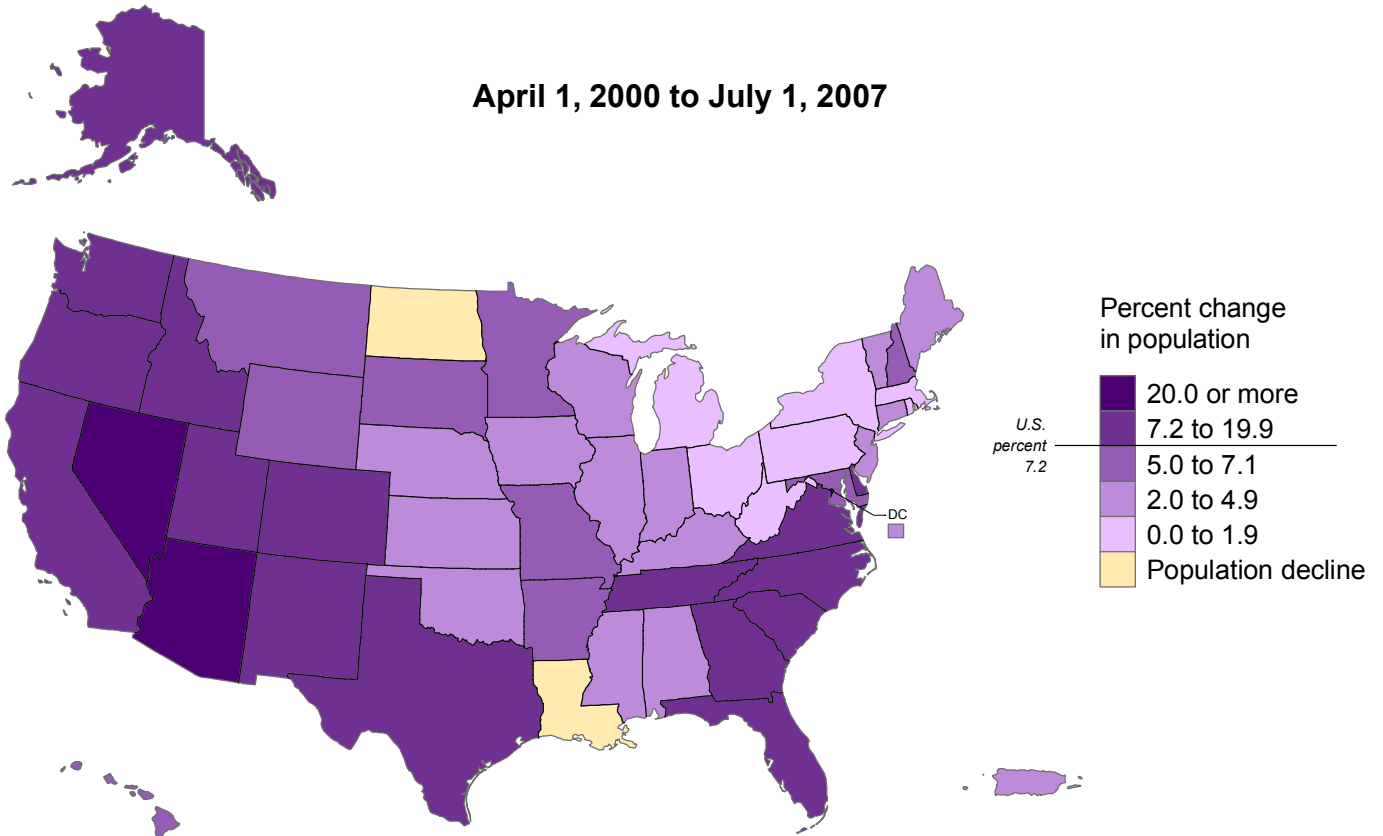 April 1, 2000 to July 1, 2007
Percent change
in population
20.0 or more
7.2 to 19.9
U.S.
percent
7.2
5.0 to 7.1
2.0 to 4.9
0.0 to 1.9
Population decline
DC